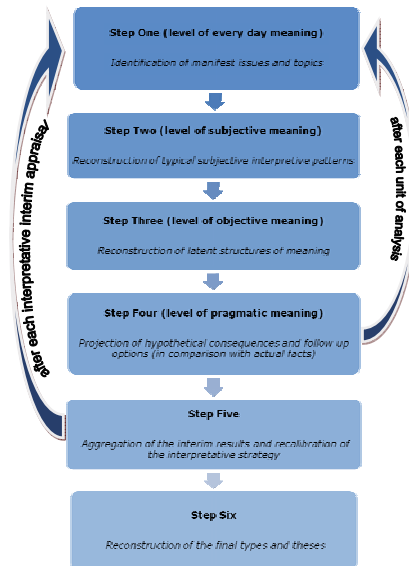 Step One (level of every day meaning)
Identification of manifest issues and topics
Step Two (level of subjective meaning)
Reconstruction of typical subjective interpretive patterns
Step Three (level of objective meaning)
Reconstruction of latent structures of meaning
Step Four (level of pragmatic meaning)
Projection of hypothetical consequences and follow up
options (in comparison with actual facts)
Step Five
Aggregation of the interim results and recalibration of
the interpretative strategy
Step Six
Reconstruction of the final types and theses
after each interpretative interim appraisal
after each unit of analysis